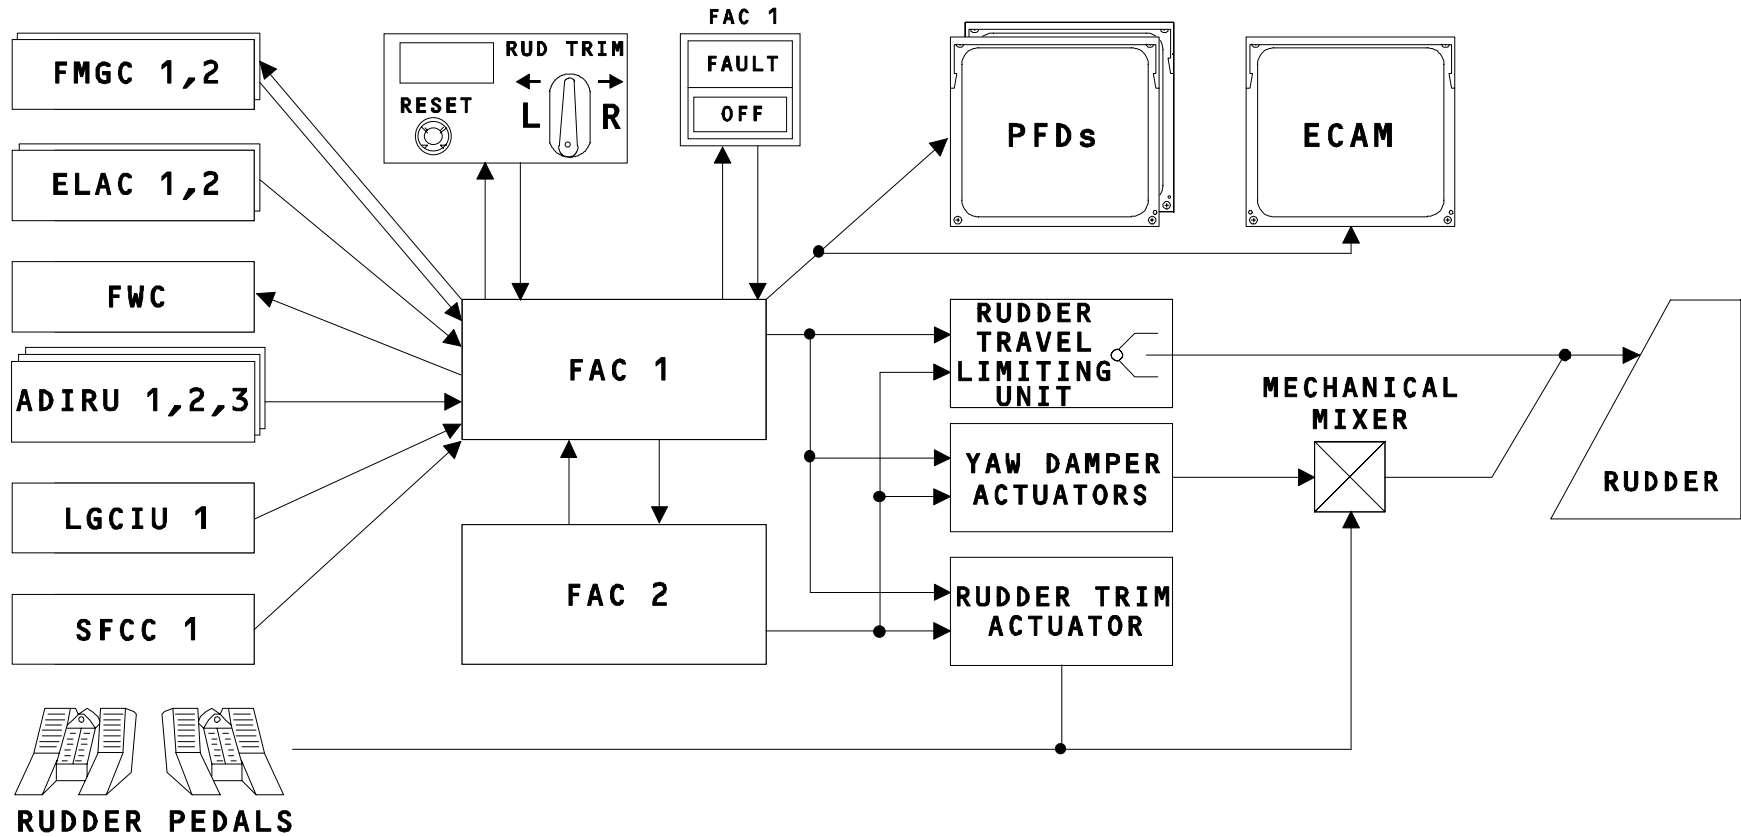 FAC 1
FMGC 1,2
RUD TRIM
RESET
L
R
FAULT
OFF
PFDs
ECAM
ELAC 1,2
FWC
ADIRU 1,2,3
LGCIU 1
SFCC 1
FAC 1
FAC 2
RUDDER
TRAVEL
LIMITING
UNIT
YAW DAMPER
ACTUATORS
RUDDER TRIM
ACTUATOR
MECHANICAL
MIXER
RUDDER
RUDDER PEDALS